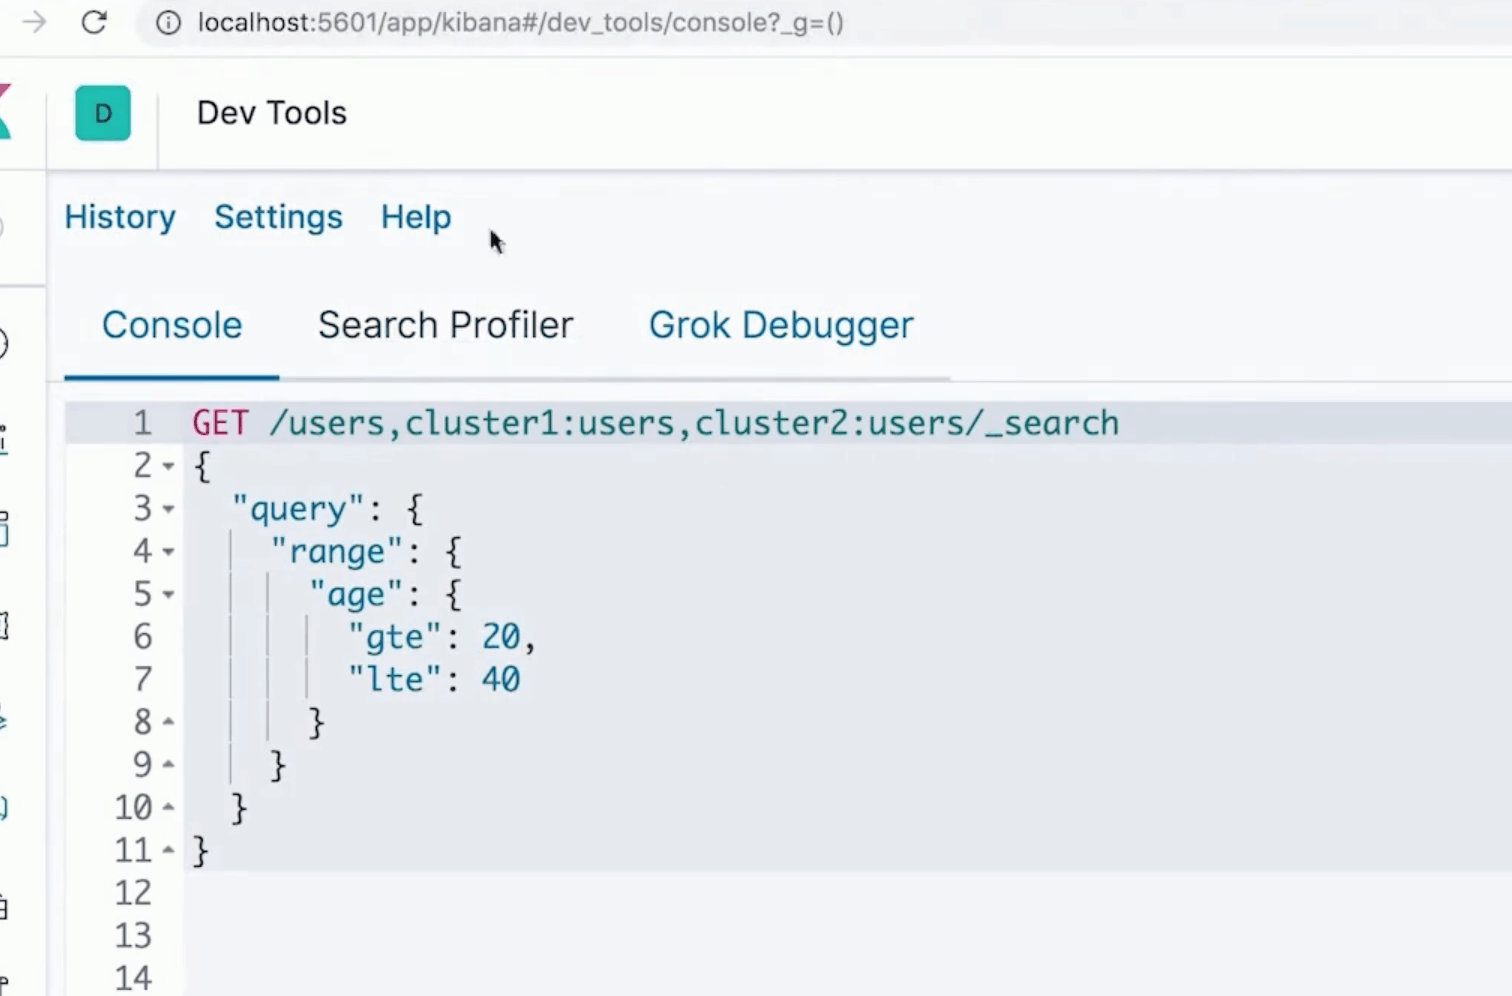 localhost:5601/app/kibana#/dev_tools/console?_g=()
D Dev Tools
History Settings Help
Console Search Profiler Grok Debugger
1 GET /users,cluster1:users,cluster2:users/_search
2 {
3 "query": {
4 "range": {
5 "age": {
6 "gte": 20,
7 "lte": 40
8 }
9 }
10 }
11 }
12
13
14